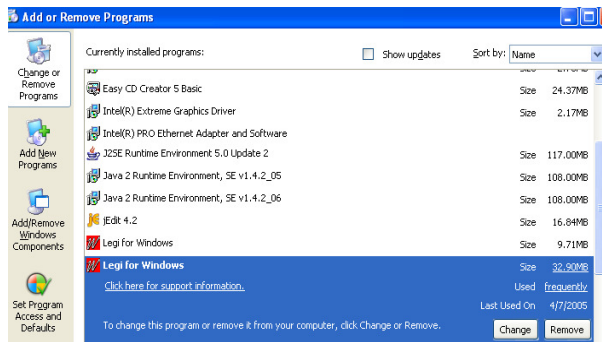 Add or Remove Programs
Change or
Remove
Programs
Add New
Programs
Add/Remove
Windows
Components
Set Program
Access and
Defaults
Currently installed programs:
Show updates
Sort by: Name
Easy CD Creator 5 Basic Size 24.37MB
Intel(R) Extreme Graphics Driver Size 2.17MB
Intel(R) PRO Ethernet Adapter and Software
J2SE Runtime Environment 5.0 Update 2 Size 117.00MB
Java 2 Runtime Environment, SE v1.4.2_05 Size 108.00MB
Java 2 Runtime Environment, SE v1.4.2_06 Size 108.00MB
jEdit 4.2 Size 16.84MB
Legi for Windows Size 9.71MB
Legi for Windows Size 32.90MB
Click here for support information. Used frequently
Last Used On 4/7/2005
To change this program or remove it from your computer, click Change or Remove. Change Remove